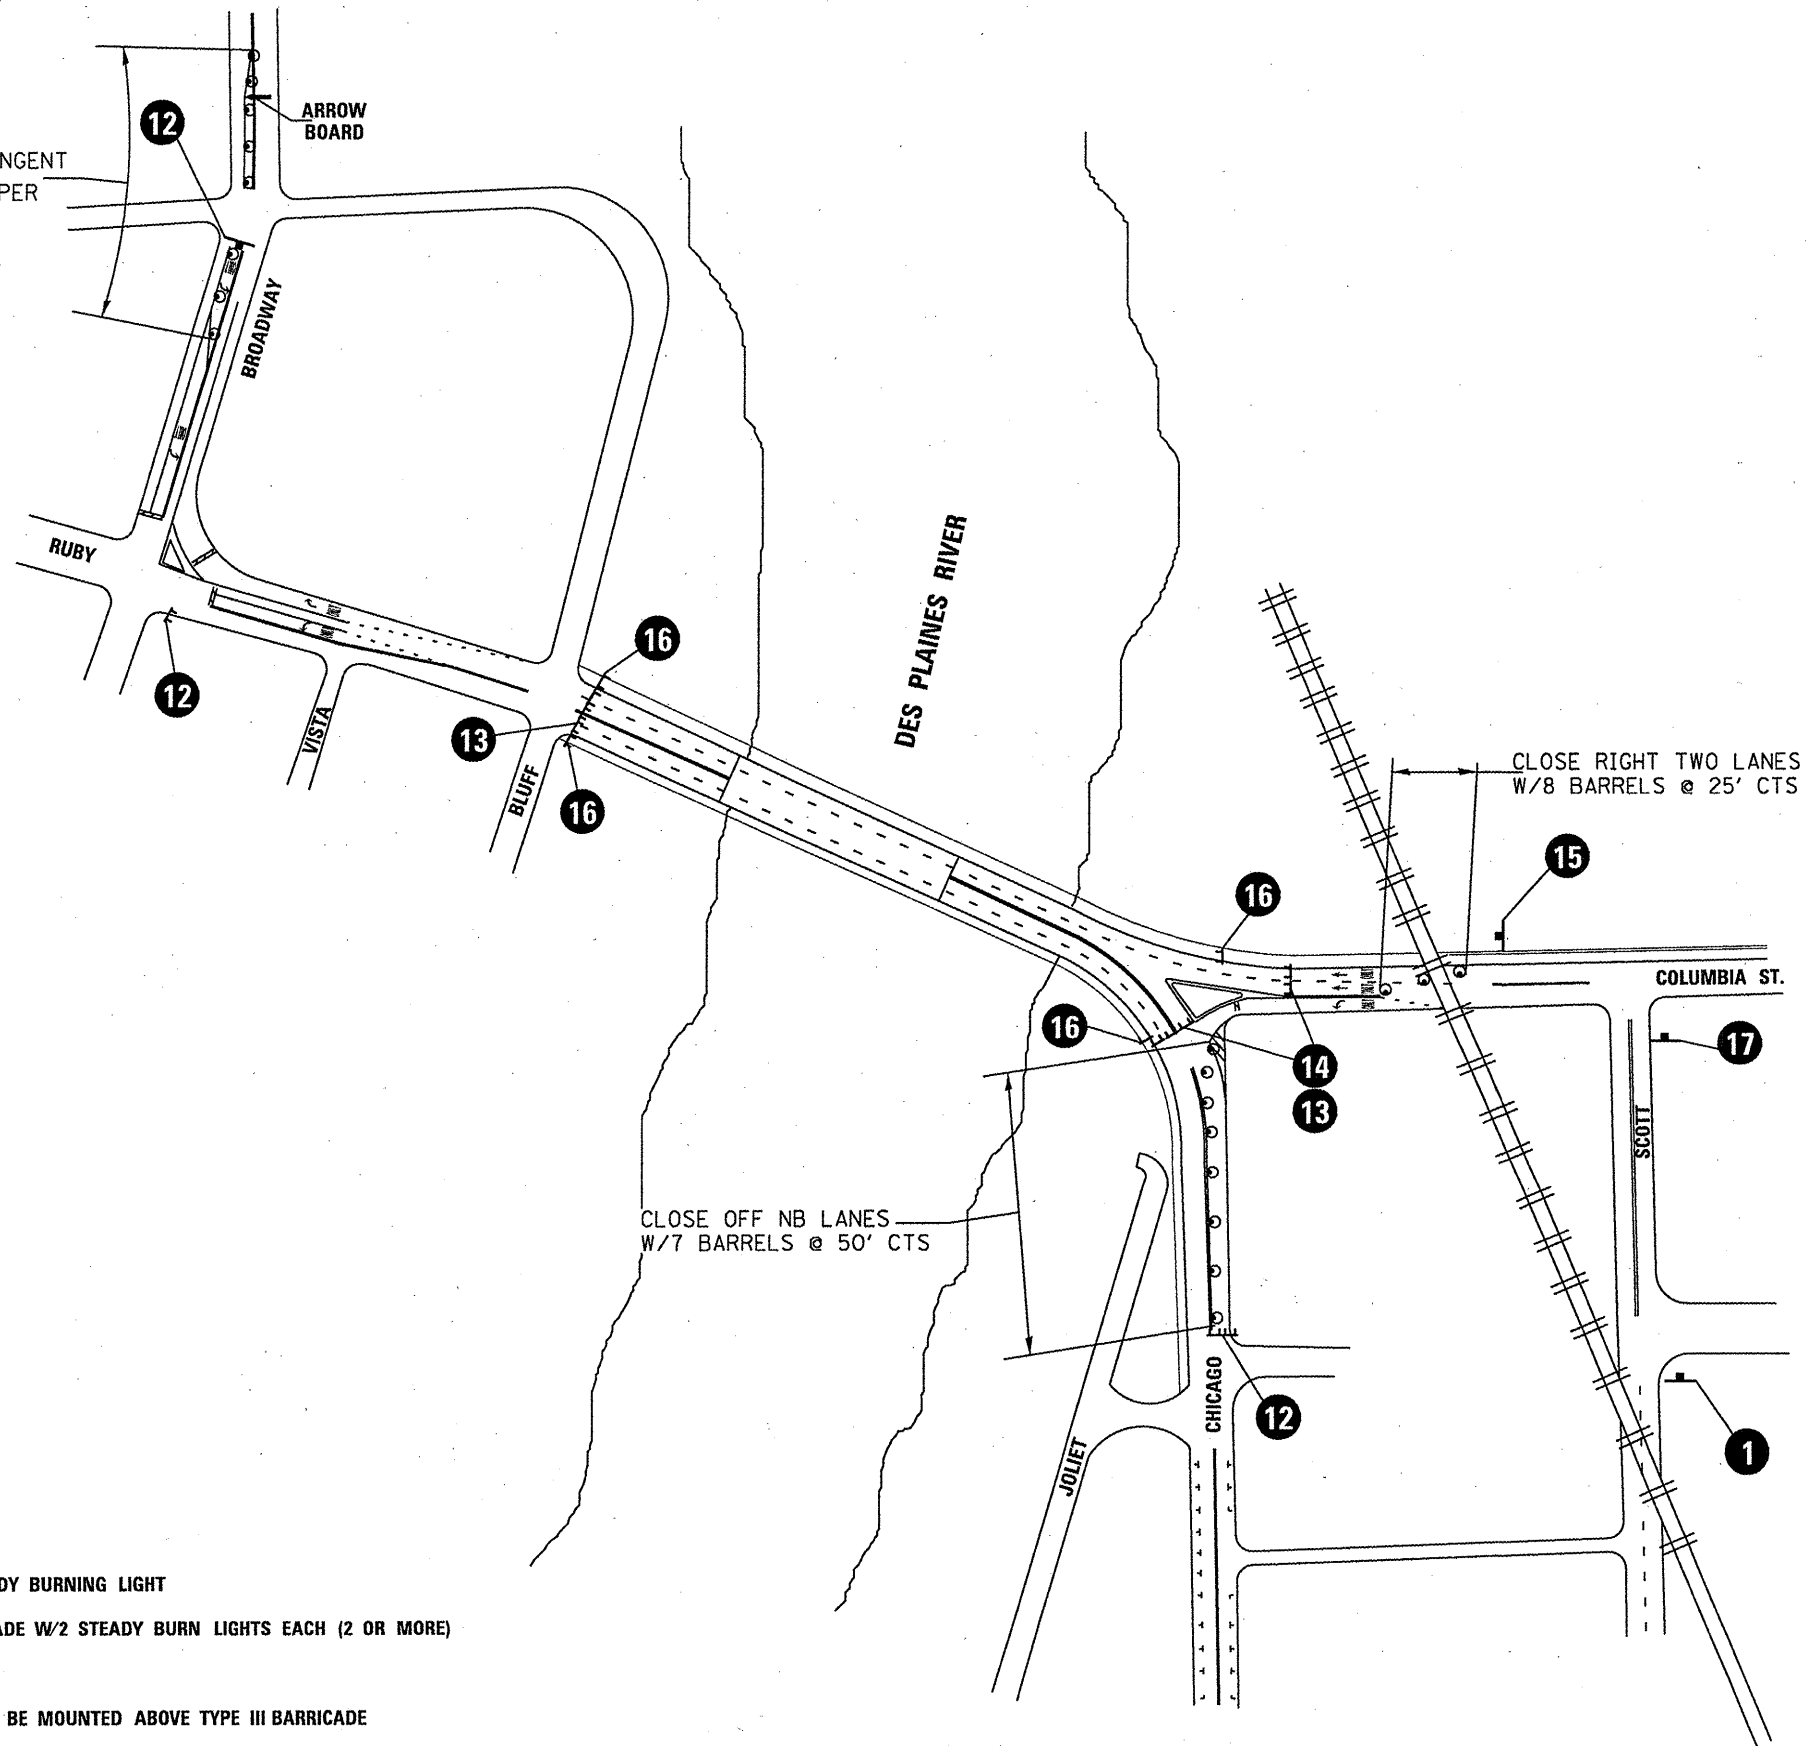 ARROW
BOARD
12
NGENT
PER
BROADWAY
RUBY
12
VISTA
13
16
16
BLUFF
DES PLAINES RIVER
CLOSE RIGHT TWO LANES
W/8 BARRELS @ 25' CTS
15
16
COLUMBIA ST.
16
14
13
17
SCOTT
CLOSE OFF NB LANES
W/7 BARRELS @ 50' CTS
CHICAGO
12
JOLIET
1
DY BURNING LIGHT
ADE W/2 STEADY BURN LIGHTS EACH (2 OR MORE)
BE MOUNTED ABOVE TYPE III BARRICADE